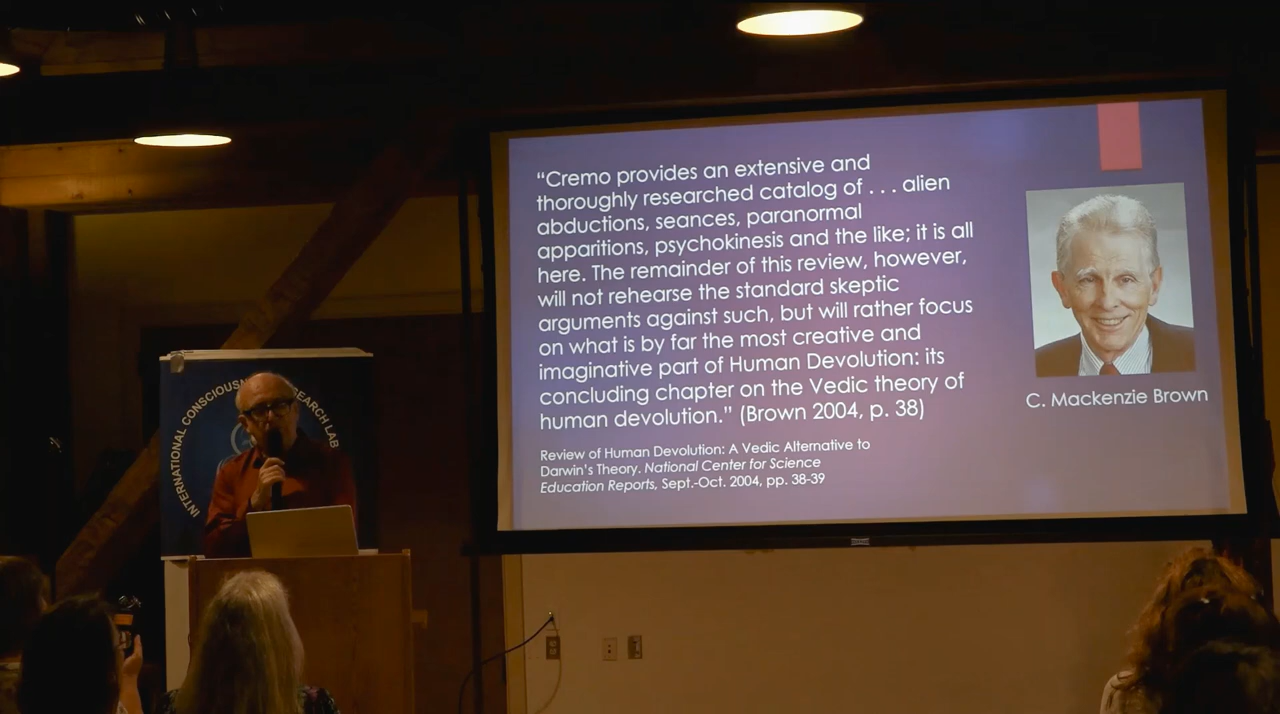 “Cremo provides an extensive and
thoroughly researched catalog of . . . alien
abductions, seances, paranormal
apparitions, psychokinesis and the like; it is all
here. The remainder of this review, however,
will not rehearse the standard skeptic
arguments against such, but will rather focus
on what is by far the most creative and
imaginative part of Human Devolution: its
concluding chapter on the Vedic theory of
human devolution.” (Brown 2004, p. 38)
Review of Human Devolution: A Vedic Alternative to
Darwin’s Theory. National Center for Science
Education Reports, Sept.-Oct. 2004, pp. 38-39
C. Mackenzie Brown
INTERNATIONAL LAB